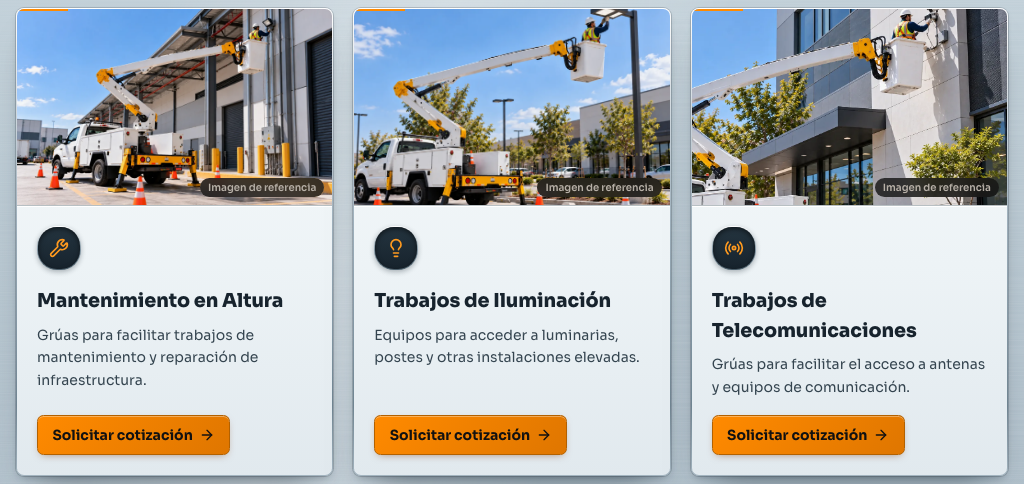 Imagen de referencia
Mantenimiento en Altura
Grúas para facilitar trabajos de
mantenimiento y reparación de
infraestructura.
Solicitar cotización →
Imagen de referencia
Trabajos de Iluminación
Equipos para acceder a luminarias,
postes y otras instalaciones elevadas.
Solicitar cotización →
Imagen de referencia
Trabajos de
Telecomunicaciones
Grúas para facilitar el acceso a antenas
y equipos de comunicación.
Solicitar cotización →